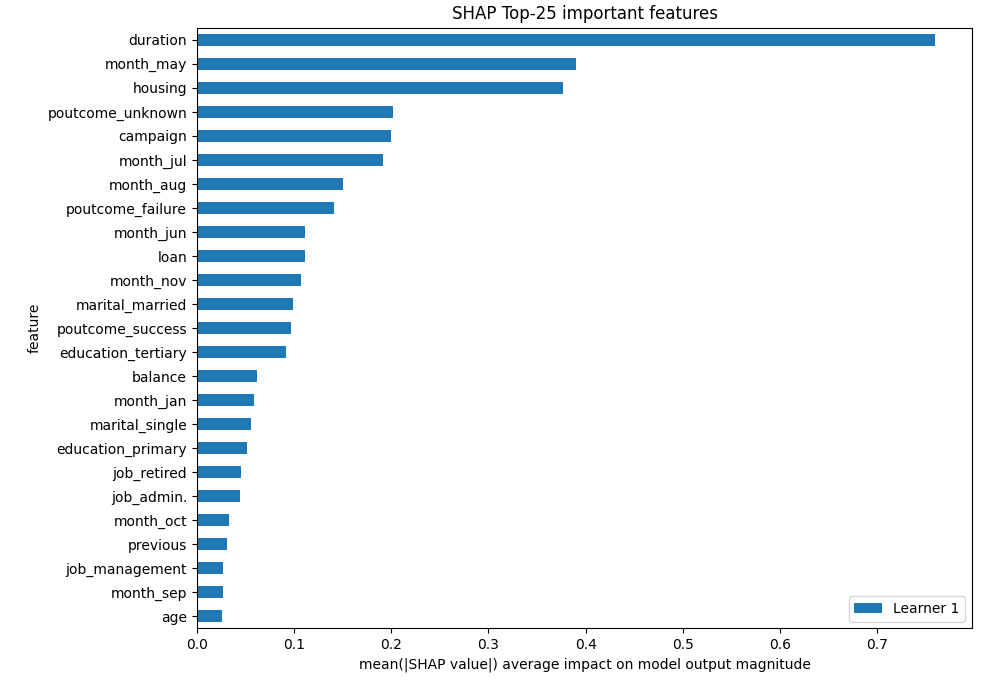 SHAP Top-25 important features
duration
month_may
housing
poutcome_unknown
campaign
month_jul
month_aug
poutcome_failure
month_jun
loan
month_nov
marital_married
poutcome_success
education_tertiary
balance
month_jan
marital_single
education_primary
job_retired
job_admin.
month_oct
previous
job_management
month_sep
age
feature
Learner 1
0.0 0.1 0.2 0.3 0.4 0.5 0.6 0.7
mean(|SHAP value|) average impact on model output magnitude